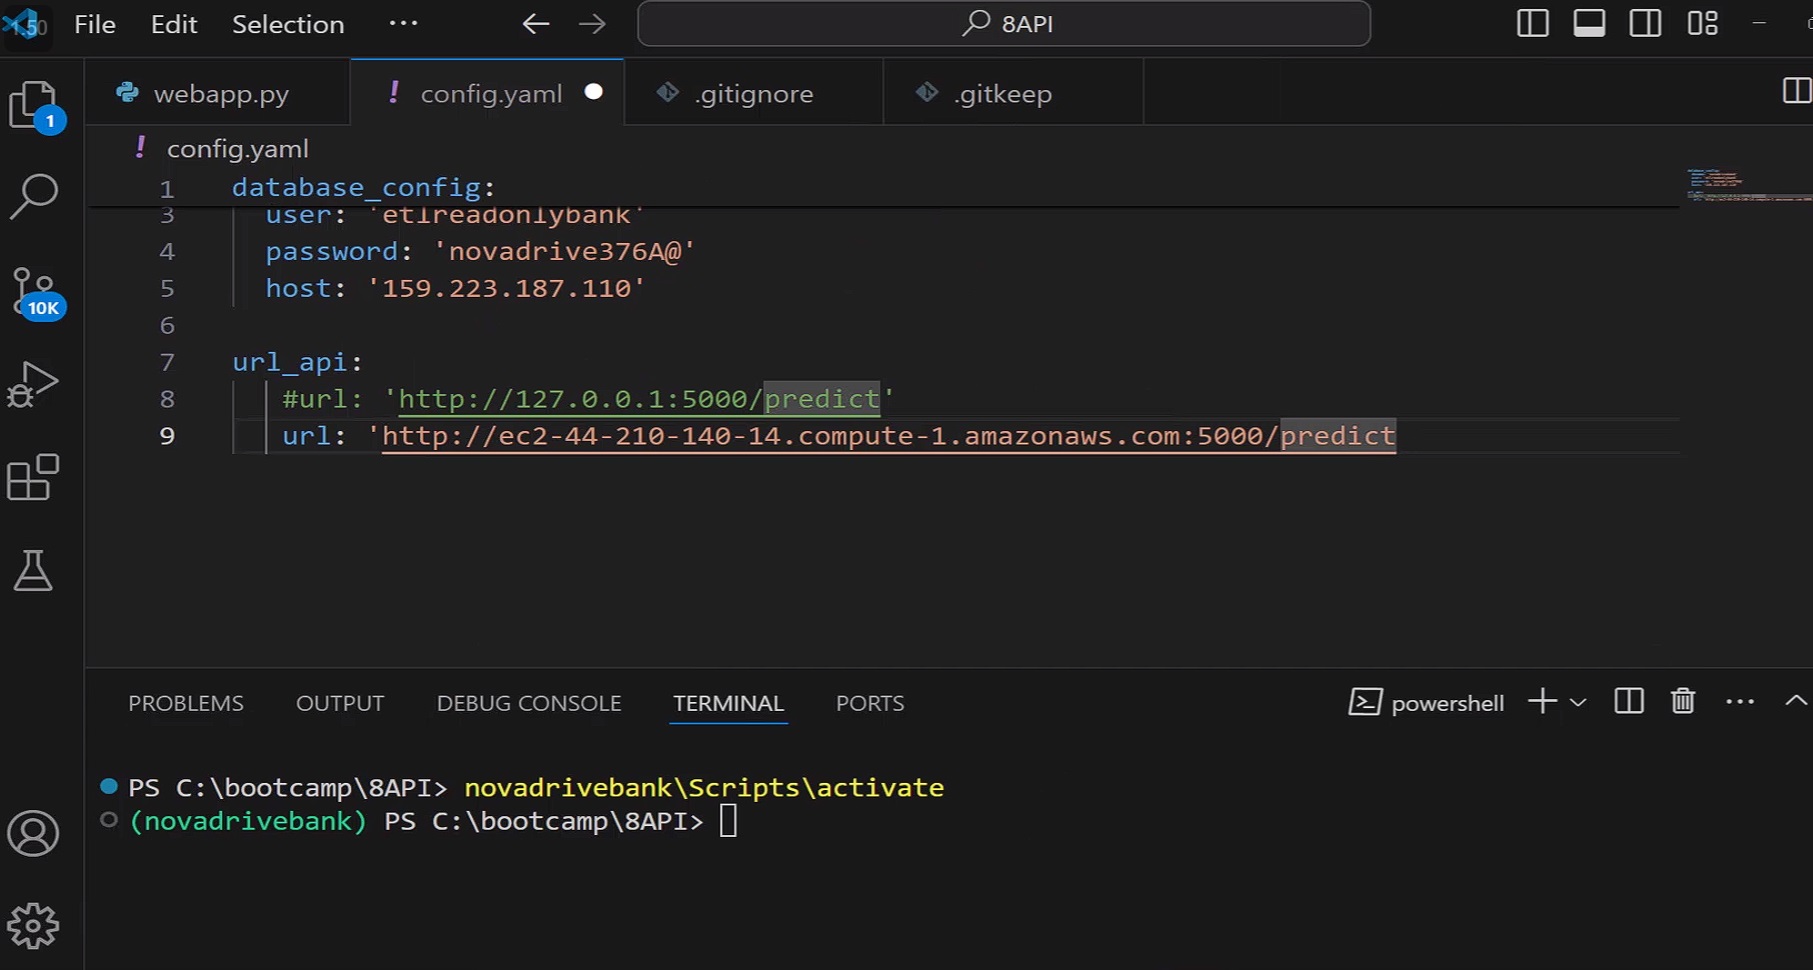 1.50 File Edit Selection ··· 8API
webapp.py ! config.yaml .gitignore .gitkeep
1
! config.yaml
1 database_config:
3 user: 'etlreadonlybank'
4 password: 'novadrive376A@'
5 host: '159.223.187.110'
10K
6
7 url_api:
8 #url: 'http://127.0.0.1:5000/predict'
9 url: 'http://ec2-44-210-140-14.compute-1.amazonaws.com:5000/predict
PROBLEMS OUTPUT DEBUG CONSOLE TERMINAL PORTS powershell
PS C:\bootcamp\8API> novadrivebank\Scripts\activate
(novadrivebank) PS C:\bootcamp\8API>